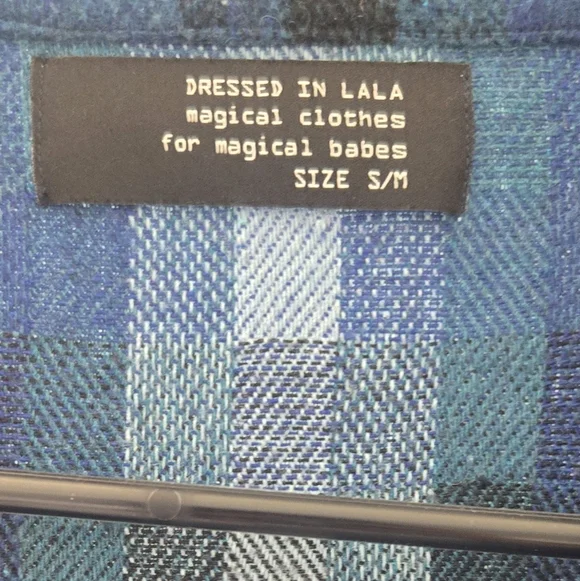 DRESSED IN LALA
magical clothes
for magical babes
SIZE S/M